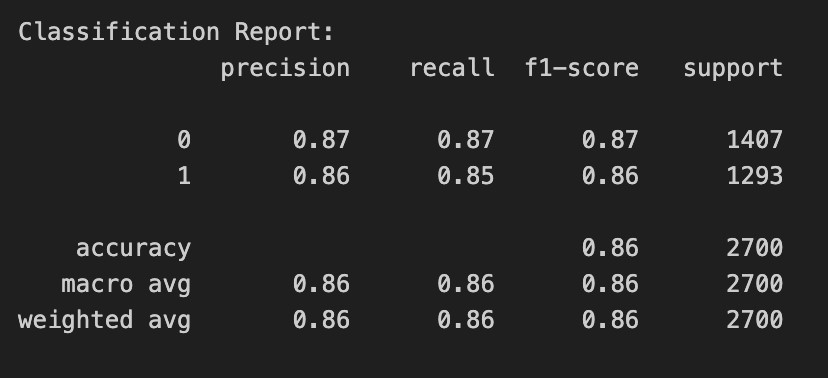 Classification Report:
precision recall f1-score support
0 0.87 0.87 0.87 1407
1 0.86 0.85 0.86 1293
accuracy 0.86 2700
macro avg 0.86 0.86 0.86 2700
weighted avg 0.86 0.86 0.86 2700